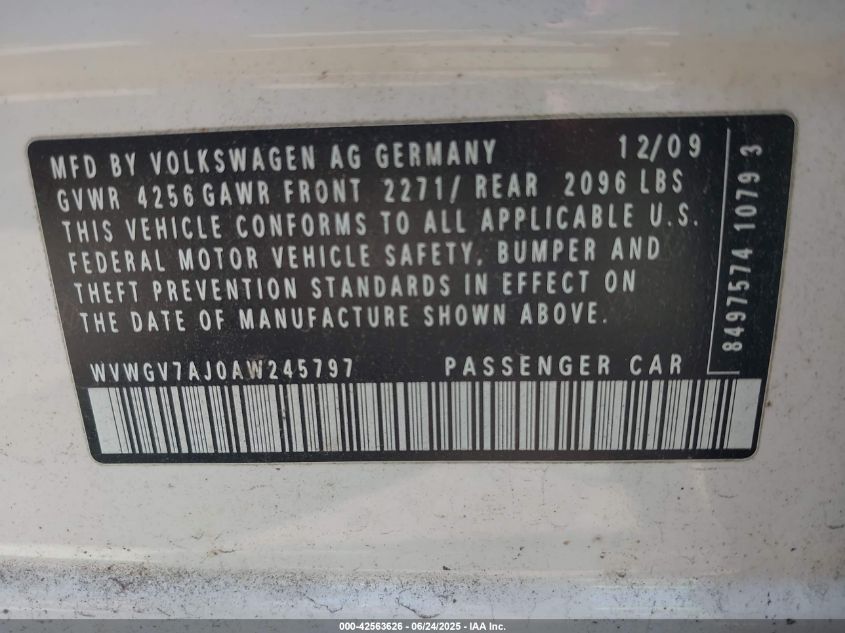 MFD BY VOLKSWAGEN AG GERMANY 12/09
GVWR 4256 GAWR FRONT 2271/ REAR 2096 LBS
THIS VEHICLE CONFORMS TO ALL APPLICABLE U.S.
FEDERAL MOTOR VEHICLE SAFETY, BUMPER AND
THEFT PREVENTION STANDARDS IN EFFECT ON
THE DATE OF MANUFACTURE SHOWN ABOVE.
WVWGV7AJ0AW245797 PASSENGER CAR
8497574 10793
000-42563626 - 06/24/2025 - IAA Inc.